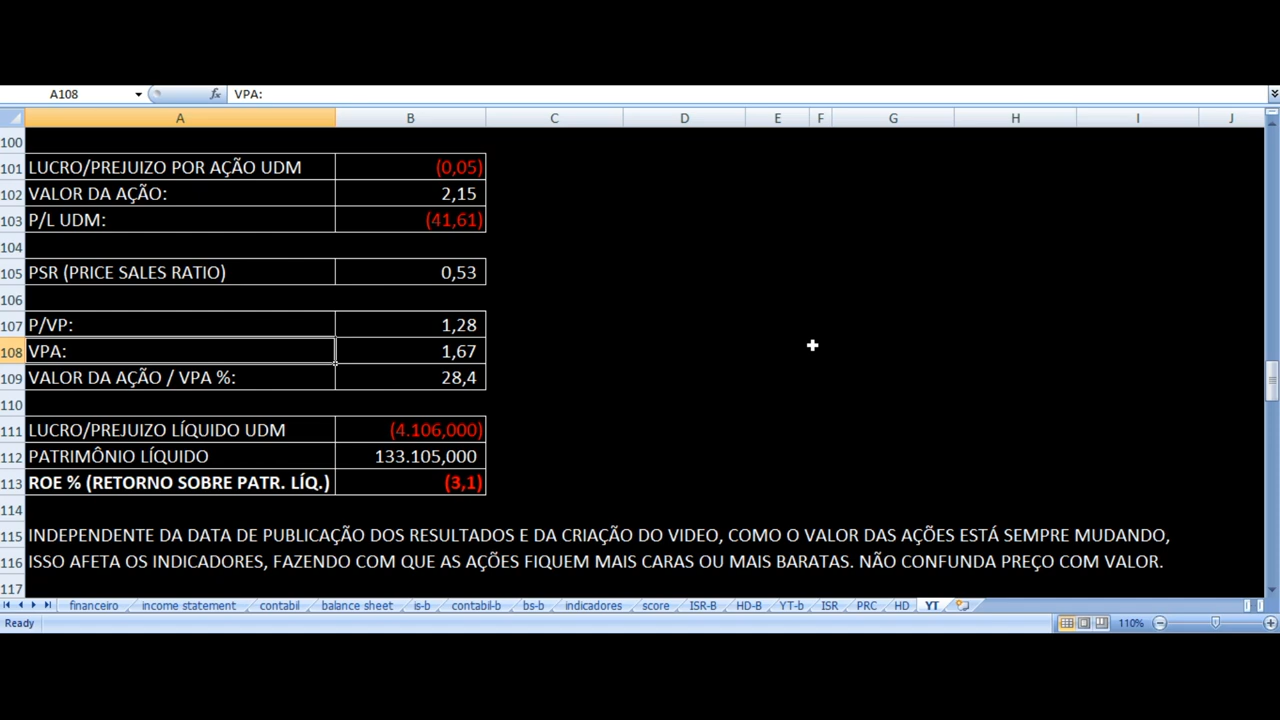 A108 fx VPA:
A B C D E F G H I J
100
101 LUCRO/PREJUIZO POR AÇÃO UDM (0,05)
102 VALOR DA AÇÃO: 2,15
103 P/L UDM: (41,61)
104
105 PSR (PRICE SALES RATIO) 0,53
106
107 P/VP: 1,28
108 VPA: 1,67
109 VALOR DA AÇÃO / VPA %: 28,4
110
111 LUCRO/PREJUIZO LÍQUIDO UDM (4.106,000)
112 PATRIMÔNIO LÍQUIDO 133.105,000
113 ROE % (RETORNO SOBRE PATR. LÍQ.) (3,1)
114
115 INDEPENDENTE DA DATA DE PUBLICAÇÃO DOS RESULTADOS E DA CRIAÇÃO DO VIDEO, COMO O VALOR DAS AÇÕES ESTÁ SEMPRE MUDANDO,
116 ISSO AFETA OS INDICADORES, FAZENDO COM QUE AS AÇÕES FIQUEM MAIS CARAS OU MAIS BARATAS. NÃO CONFUNDA PREÇO COM VALOR.
117
financeiro income statement contabil balance sheet is-b contabil-b bs-b indicadores score ISR-B HD-B YT-b ISR PRC HD YT
Ready 110%